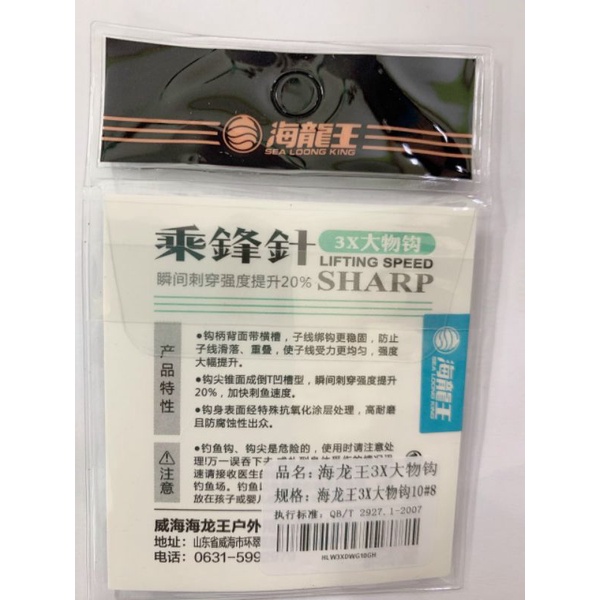 海龍王
SEA LOONG KING
乘鋒針
3X大物钩
LIFTING SPEED
瞬间刺穿强度提升20%
SHARP
产品特性
●钩柄背面带横槽，子线绑钩更稳固，防止
子线滑落、重叠，使子线受力更均匀，强度
大幅提升。
●钩尖锥面成倒T凹槽型，瞬间刺穿强度提升
20%，加快刺鱼速度。
●钩身表面经特殊抗氧化涂层处理，高耐磨
且防腐蚀性出众。
海龍王
SEA LOONG KING
注意
●钓鱼钩、钩尖是危险的，使用时请注意处
理!万一误吞下去
速请接收医生的
钓鱼场。钓鱼
放在孩子或婴儿
品名：海龙王3X大物钩
规格：海龙王3X大物钩10#8
执行标准：QB/T 2927.1-2007
HLW3XDWG10GH
威海海龙王户外
地址：山东省威海市环翠
电话：0631-599